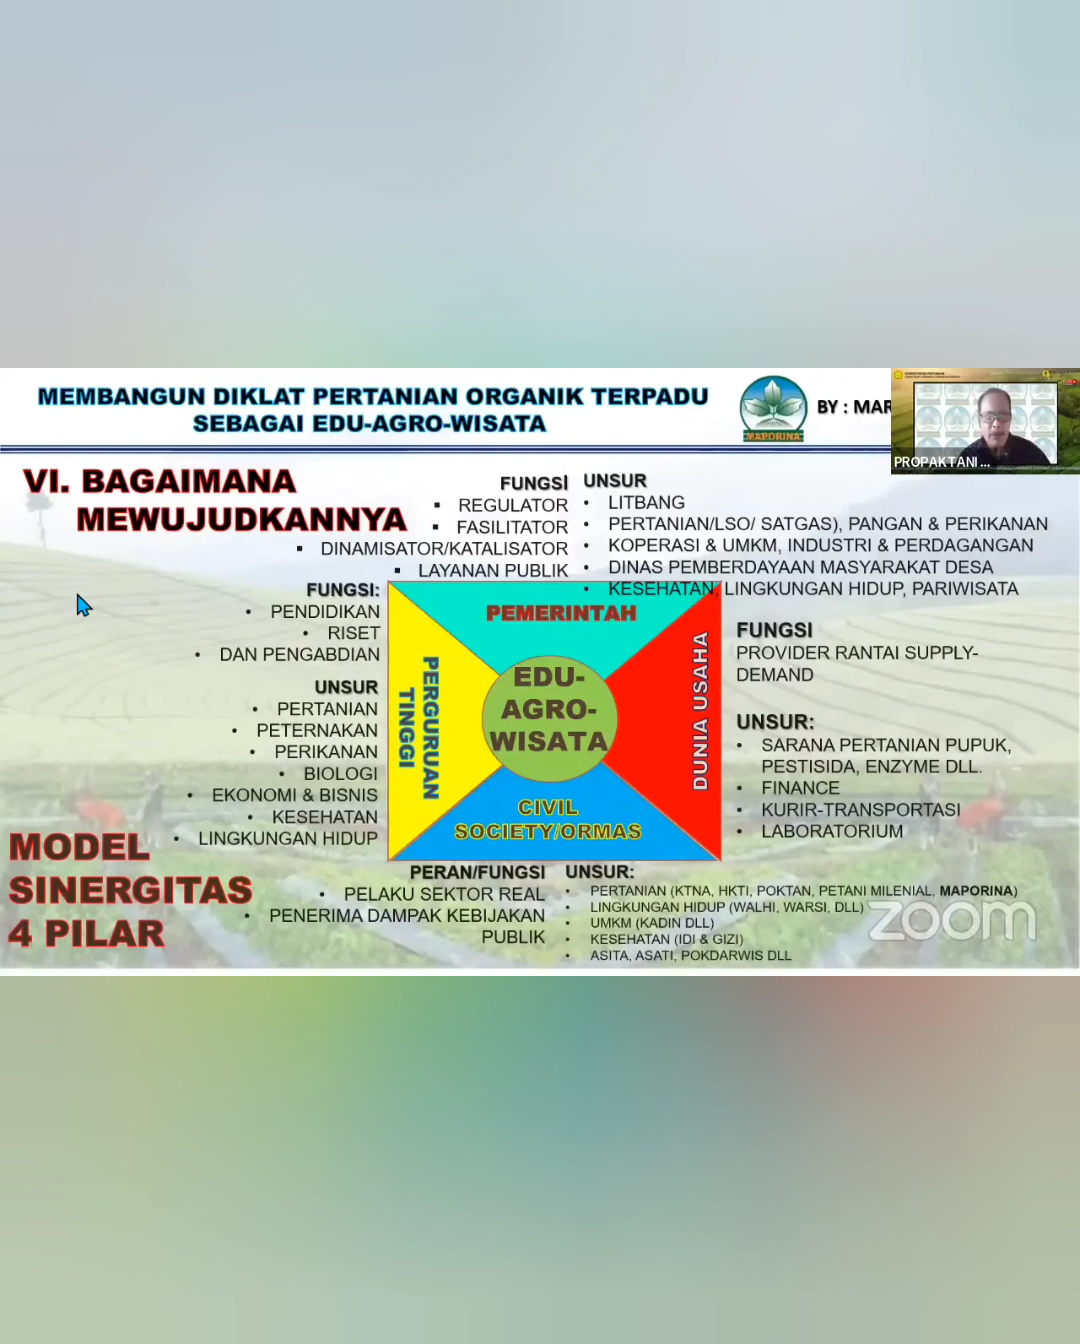 MEMBANGUN DIKLAT PERTANIAN ORGANIK TERPADU
SEBAGAI EDU-AGRO-WISATA
MAPORINA
BY : MAR
PROPAKTANI ...
VI. BAGAIMANA
MEWUJUDKANNYA
FUNGSI
▪ REGULATOR
▪ FASILITATOR
▪ DINAMISATOR/KATALISATOR
▪ LAYANAN PUBLIK
UNSUR
• LITBANG
• PERTANIAN/LSO/ SATGAS), PANGAN & PERIKANAN
• KOPERASI & UMKM, INDUSTRI & PERDAGANGAN
• DINAS PEMBERDAYAAN MASYARAKAT DESA
• KESEHATAN, LINGKUNGAN HIDUP, PARIWISATA
FUNGSI:
• PENDIDIKAN
• RISET
• DAN PENGABDIAN
UNSUR
• PERTANIAN
• PETERNAKAN
• PERIKANAN
• BIOLOGI
• EKONOMI & BISNIS
• KESEHATAN
• LINGKUNGAN HIDUP
PEMERINTAH
PERGURUAN
TINGGI
EDU-
AGRO-
WISATA
DUNIA USAHA
CIVIL
SOCIETY/ORMAS
FUNGSI
PROVIDER RANTAI SUPPLY-
DEMAND
UNSUR:
• SARANA PERTANIAN PUPUK,
PESTISIDA, ENZYME DLL.
• FINANCE
• KURIR-TRANSPORTASI
• LABORATORIUM
MODEL
SINERGITAS
4 PILAR
PERAN/FUNGSI
• PELAKU SEKTOR REAL
• PENERIMA DAMPAK KEBIJAKAN
PUBLIK
UNSUR:
• PERTANIAN (KTNA, HKTI, POKTAN, PETANI MILENIAL, MAPORINA)
• LINGKUNGAN HIDUP (WALHI, WARSI, DLL)
• UMKM (KADIN DLL)
• KESEHATAN (IDI & GIZI)
• ASITA, ASATI, POKDARWIS DLL
zoom